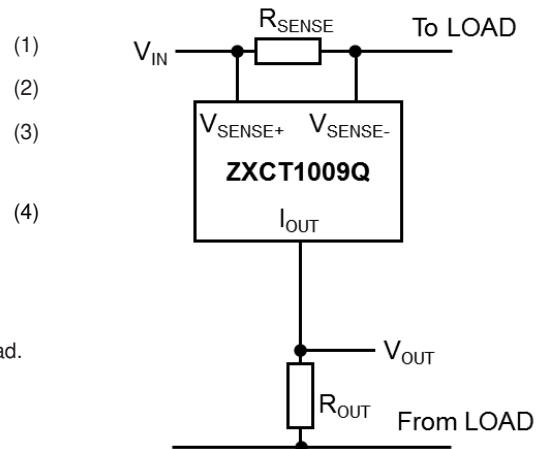 (1)
(2)
(3)
(4)
ad.
R_SENSE
To LOAD
V_IN
V_SENSE+ V_SENSE-
ZXCT1009Q
I_OUT
V_OUT
R_OUT
From LOAD